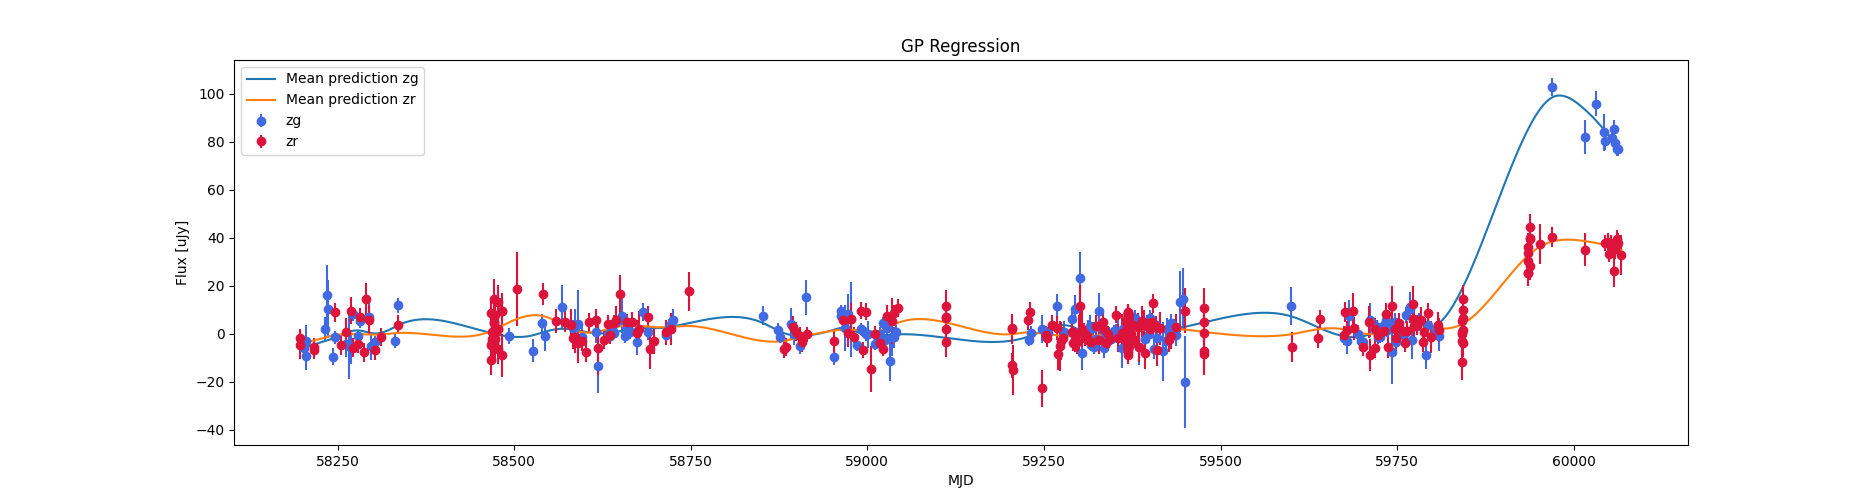 GP Regression
Mean prediction zg
Mean prediction zr
zg
zr
100
80
60
40
20
0
−20
−40
Flux [uJy]
58250 58500 58750 59000 59250 59500 59750 60000
MJD